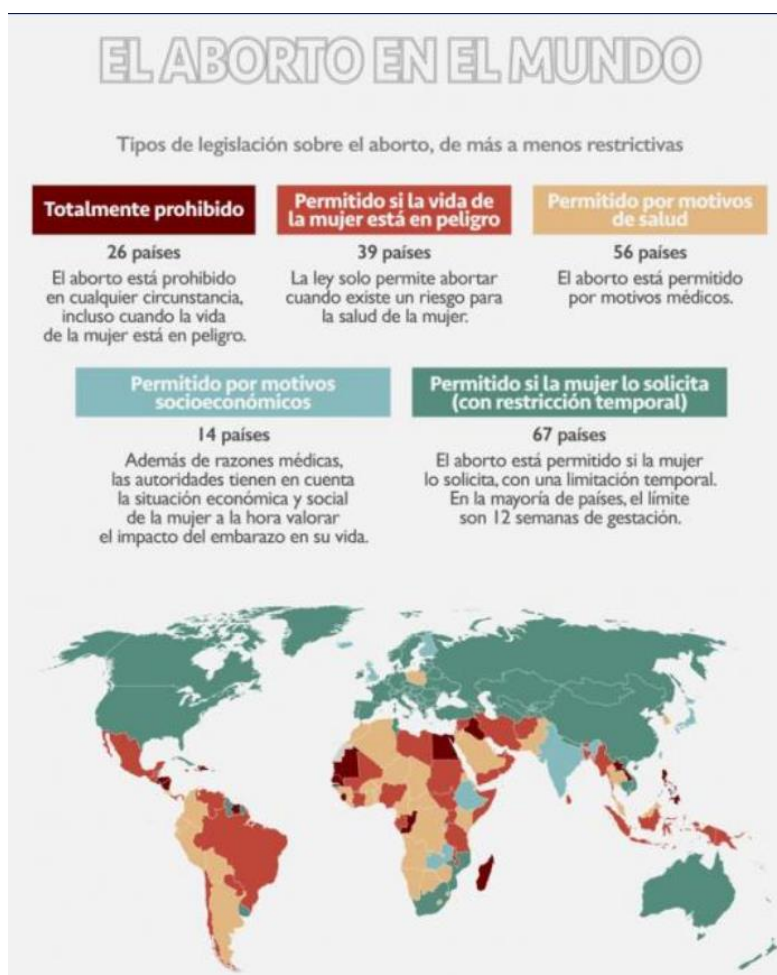 EL ABORTO EN EL MUNDO
Tipos de legislación sobre el aborto, de más a menos restrictivas
Totalmente prohibido
26 países
El aborto está prohibido
en cualquier circunstancia,
incluso cuando la vida
de la mujer está en peligro.
Permitido si la vida de
la mujer está en peligro
39 países
La ley solo permite abortar
cuando existe un riesgo para
la salud de la mujer.
Permitido por motivos
de salud
56 países
El aborto está permitido
por motivos médicos.
Permitido por motivos
socioeconómicos
14 países
Además de razones médicas,
las autoridades tienen en cuenta
la situación económica y social
de la mujer a la hora valorar
el impacto del embarazo en su vida.
Permitido si la mujer lo solicita
(con restricción temporal)
67 países
El aborto está permitido si la mujer
lo solicita, con una limitación temporal.
En la mayoría de países, el límite
son 12 semanas de gestación.